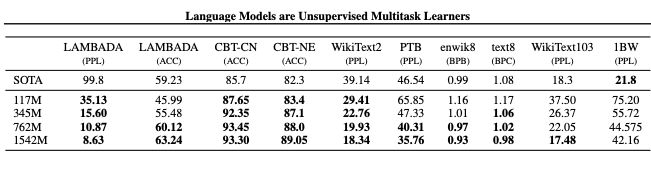 Language Models are Unsupervised Multitask Learners
LAMBADA LAMBADA CBT-CN CBT-NE WikiText2 PTB enwik8 text8 WikiText103 1BW
(PPL) (ACC) (ACC) (ACC) (PPL) (PPL) (BPB) (BPC) (PPL) (PPL)
SOTA 99.8 59.23 85.7 82.3 39.14 46.54 0.99 1.08 18.3 21.8
117M 35.13 45.99 87.65 83.4 29.41 65.85 1.16 1.17 37.50 75.20
345M 15.60 55.48 92.35 87.1 22.76 47.33 1.01 1.06 26.37 55.72
762M 10.87 60.12 93.45 88.0 19.93 40.31 0.97 1.02 22.05 44.575
1542M 8.63 63.24 93.30 89.05 18.34 35.76 0.93 0.98 17.48 42.16